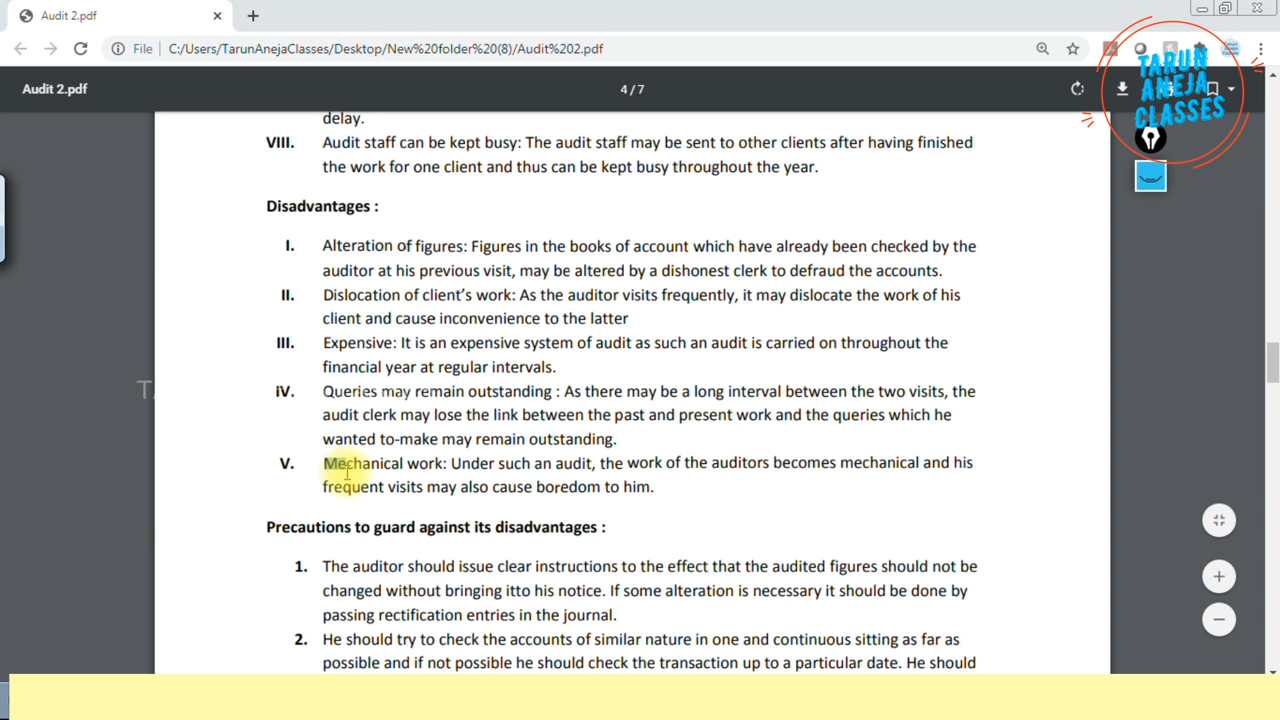 Audit 2.pdf
File C:/Users/TarunAnejaClasses/Desktop/New%20folder%20(8)/Audit%202.pdf
Audit 2.pdf
4 / 7
TARUN
ANEJA
CLASSES
delay.
VIII. Audit staff can be kept busy: The audit staff may be sent to other clients after having finished
the work for one client and thus can be kept busy throughout the year.
Disadvantages :
I. Alteration of figures: Figures in the books of account which have already been checked by the
auditor at his previous visit, may be altered by a dishonest clerk to defraud the accounts.
II. Dislocation of client's work: As the auditor visits frequently, it may dislocate the work of his
client and cause inconvenience to the latter
III. Expensive: It is an expensive system of audit as such an audit is carried on throughout the
financial year at regular intervals.
iV. Queries may remain outstanding : As there may be a long interval between the two visits, the
audit clerk may lose the link between the past and present work and the queries which he
wanted to-make may remain outstanding.
V. Mechanical work: Under such an audit, the work of the auditors becomes mechanical and his
frequent visits may also cause boredom to him.
Precautions to guard against its disadvantages :
1. The auditor should issue clear instructions to the effect that the audited figures should not be
changed without bringing itto his notice. If some alteration is necessary it should be done by
passing rectification entries in the journal.
2. He should try to check the accounts of similar nature in one and continuous sitting as far as
possible and if not possible he should check the transaction up to a particular date. He should